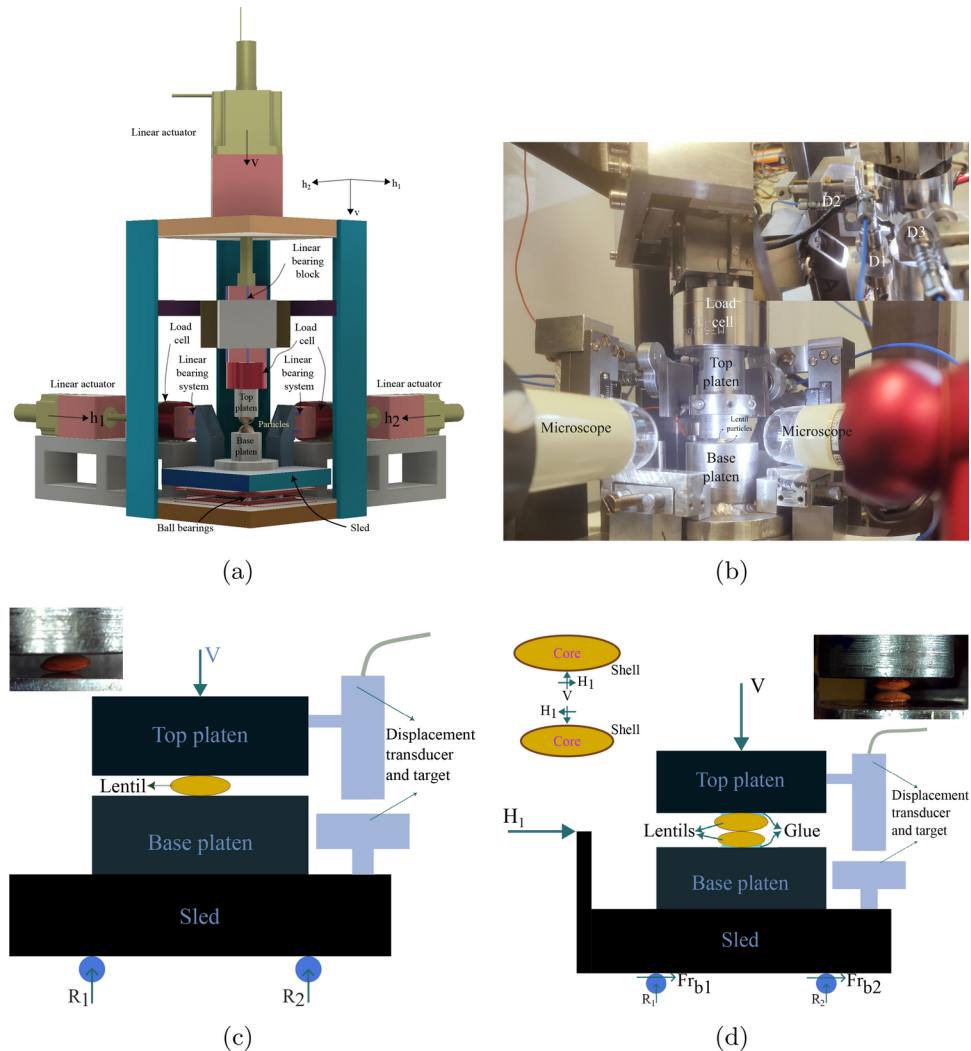 Linear actuator
V
h2
h1
v
Linear
bearing
block
Load
cell
Load
cell
Linear
bearing
system
Linear
bearing
system
Linear actuator
Linear actuator
Top
platen
Particles
h1
h2
Base
platen
Ball bearings
Sled
(a)
D2
D3
D1
Load
cell
Top
platen
Lentil
particles
Microscope
Microscope
Base
platen
(b)
V
Top platen
Displacement
transducer
and target
Lentil
Base platen
Sled
R1
R2
(c)
Core
Shell
H1
V
H1
Shell
Core
V
Top platen
Displacement
transducer
and target
H1
Lentils
Glue
Base platen
Sled
Frb1
Frb2
R1
R2
(d)